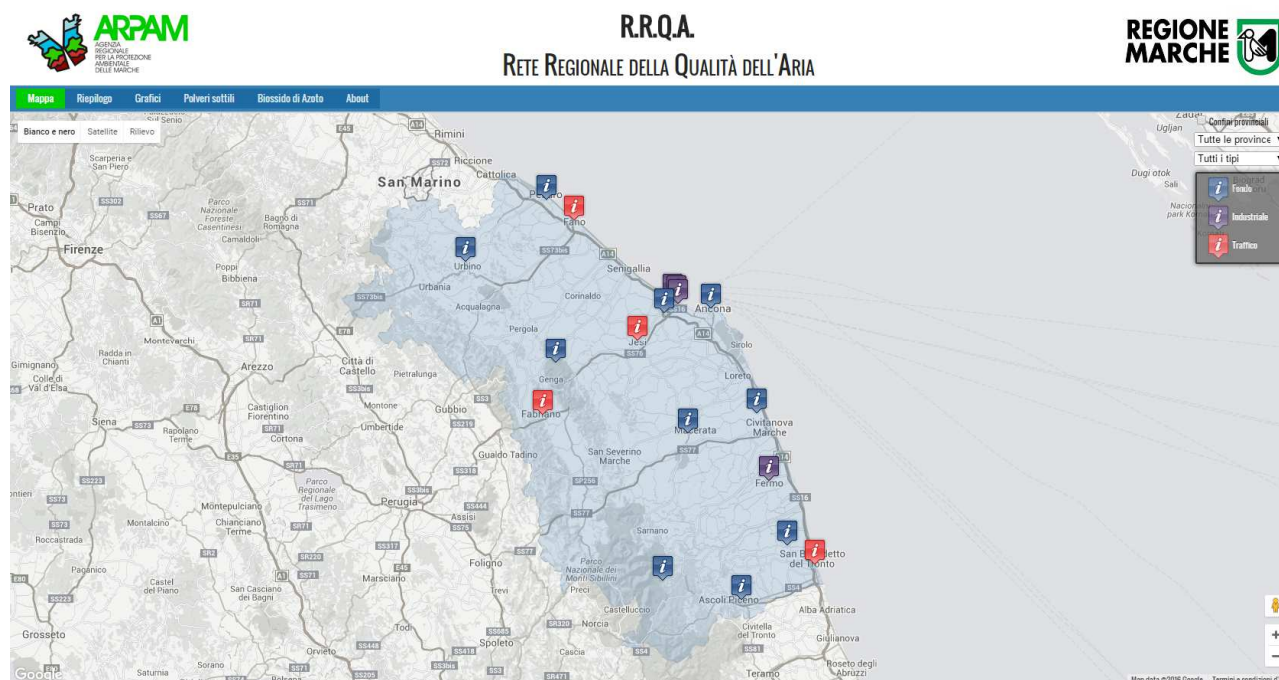 ARPAM
AGENZIA
REGIONALE
PER LA PROTEZIONE
AMBIENTALE
DELLE MARCHE
R.R.Q.A.
RETE REGIONALE DELLA QUALITÀ DELL'ARIA
REGIONE
MARCHE
Mappa Riepilogo Grafici Polveri sottili Biossido di Azoto About
Bianco e nero Satellite Rilievo
Confini provinciali
Tutte le province
Tutti i tipi
Fondo
Industriale
Traffico
Rimini
Riccione
Cattolica
San Marino
Fano
Scarperia e
San Piero
Ugljan
Dugi otok
Sali
Prato
Campi
Bisenzio
Parco
Nazionale
Foreste
Casentinesi
Camaldoli
Bagno di
Romagna
Firenze
Urbino
Senigallia
Poppi
Bibbiena
Urbania
Acqualagna
Corinaldo
Ancona
Pergola
Jesi
Sirolo
Montevarchi
Radda in
Chianti
Arezzo
Città di
Castello
Pietralunga
Genga
Loreto
Gimignano
Colle di
Val d'Elsa
Siena
Rapolano
Terme
Castiglion
Fiorentino
Cortona
Montone
Umbertide
Gubbio
Fabriano
Macerata
Civitanova
Marche
Gualdo Tadino
San Severino
Marche
Fermo
Parco
Regionale
del Lago
Trasimeno
Perugia
Assisi
Montepulciano
Chianciano
Terme
Montalcino
Roccastrada
Sarnano
San Benedetto
del Tronto
Foligno
Parco
Nazionale dei
Monti Sibillini
Preci
Paganico
Castel
del Piano
San Casciano
dei Bagni
Marsciano
Trevi
Castelluccio
Ascoli Piceno
Alba Adriatica
Norcia
Civitella
del Tronto
Giulianova
Grosseto
Todi
Orvieto
Spoleto
Cascia
Roseto degli
Abruzzi
Teramo
Saturnia
Sorano
Bolsena
Google
Map data ©2016 Google Termini e condizioni d